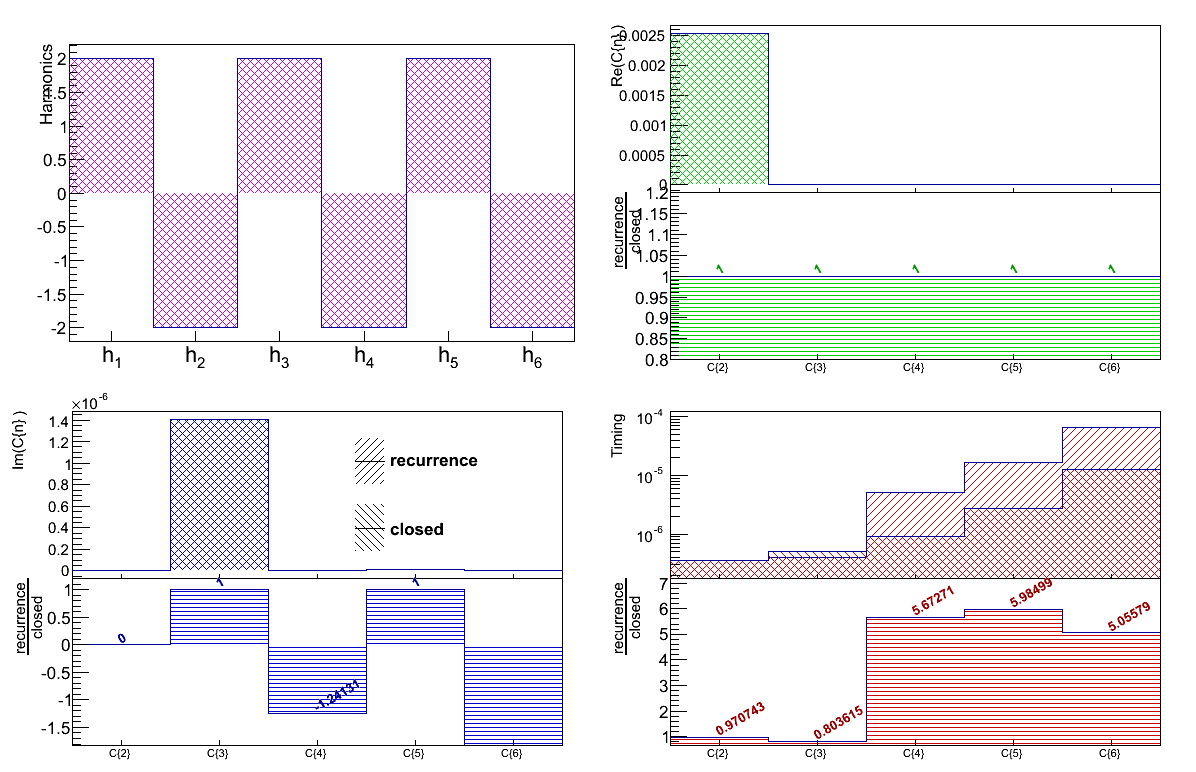 Harmonics
2
1.5
1
0.5
0
-0.5
-1
-1.5
-2
h1 h2 h3 h4 h5 h6
Re(C{n} )
0.0025
0.002
0.0015
0.001
0.0005
0
recurrence
closed
1.2
1.15
1.1
1.05
1
0.95
0.9
0.85
0.8
1 1 1 1 1
C{2} C{3} C{4} C{5} C{6}
×10-6
Im(C{n} )
1.4
1.2
1
0.8
0.6
0.4
0.2
0
recurrence
closed
recurrence
closed
1
0.5
0
-0.5
-1
-1.5
0 1 -1.24131 1
C{2} C{3} C{4} C{5} C{6}
Timing
10-4
10-5
10-6
recurrence
closed
7
6
5
4
3
2
1
0.970743 0.803615 5.67271 5.98499 5.05579
C{2} C{3} C{4} C{5} C{6}